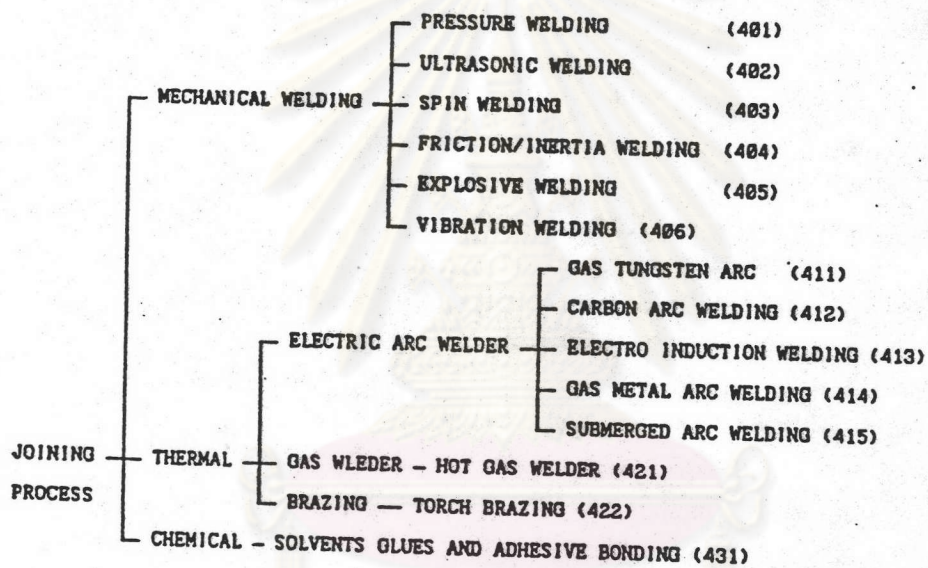 PRESSURE WELDING (401)
ULTRASONIC WELDING (402)
MECHANICAL WELDING SPIN WELDING (403)
FRICTION/INERTIA WELDING (404)
EXPLOSIVE WELDING (405)
VIBRATION WELDING (406)
GAS TUNGSTEN ARC (411)
CARBON ARC WELDING (412)
ELECTRIC ARC WELDER ELECTRO INDUCTION WELDING (413)
GAS METAL ARC WELDING (414)
SUBMERGED ARC WELDING (415)
JOINING THERMAL GAS WLEDER - HOT GAS WELDER (421)
PROCESS BRAZING — TORCH BRAZING (422)
CHEMICAL - SOLVENTS GLUES AND ADHESIVE BONDING (431)